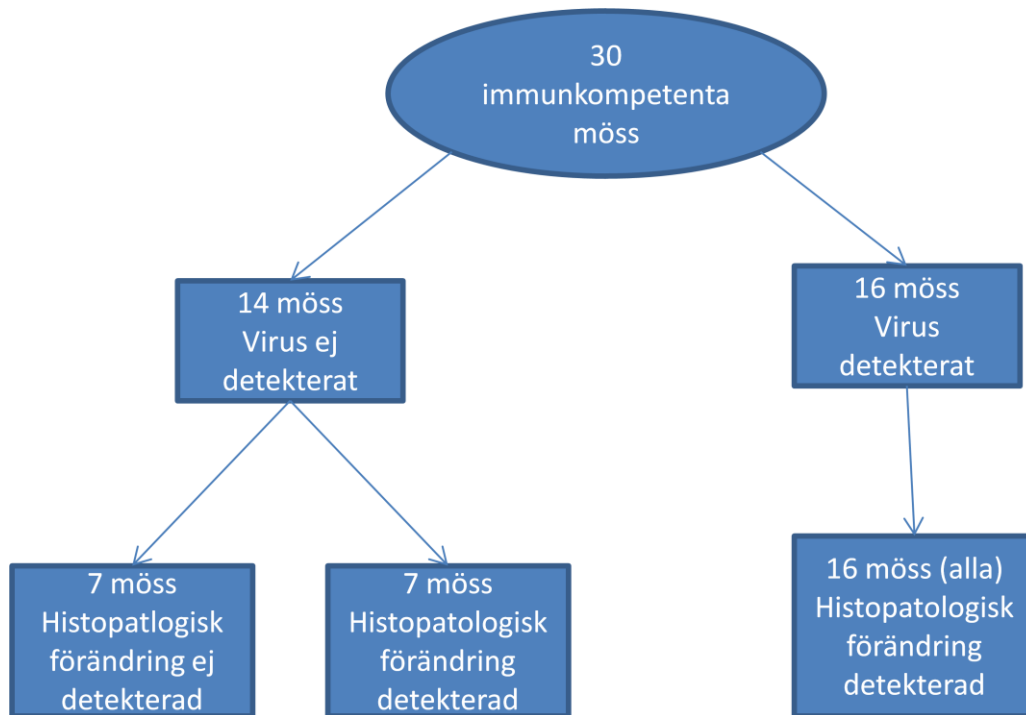 30
immunkompetenta
möss
14 möss
Virus ej
detekterat
16 möss
Virus
detekterat
7 möss
Histopatlogisk
förändring ej
detekterad
7 möss
Histopatologisk
förändring
detekterad
16 möss (alla)
Histopatologisk
förändring
detekterad